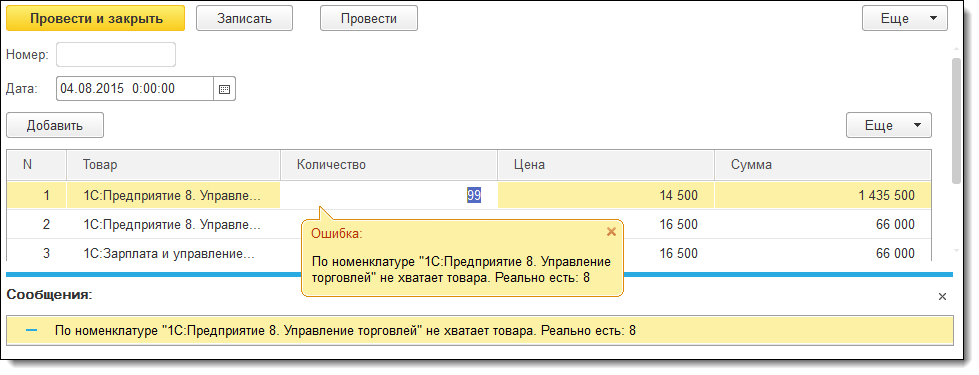 Провести и закрыть Записать Провести Еще
Номер:
Дата: 04.08.2015 0:00:00
Добавить Еще
N Товар Количество Цена Сумма
1 1С:Предприятие 8. Управле... 99 14 500 1 435 500
2 1С:Предприятие 8. Управле... 16 500 66 000
3 1С:Зарплата и управление... 16 500 66 000
Ошибка:
По номенклатуре "1С:Предприятие 8. Управление
торговлей" не хватает товара. Реально есть: 8
Сообщения:
По номенклатуре "1С:Предприятие 8. Управление торговлей" не хватает товара. Реально есть: 8